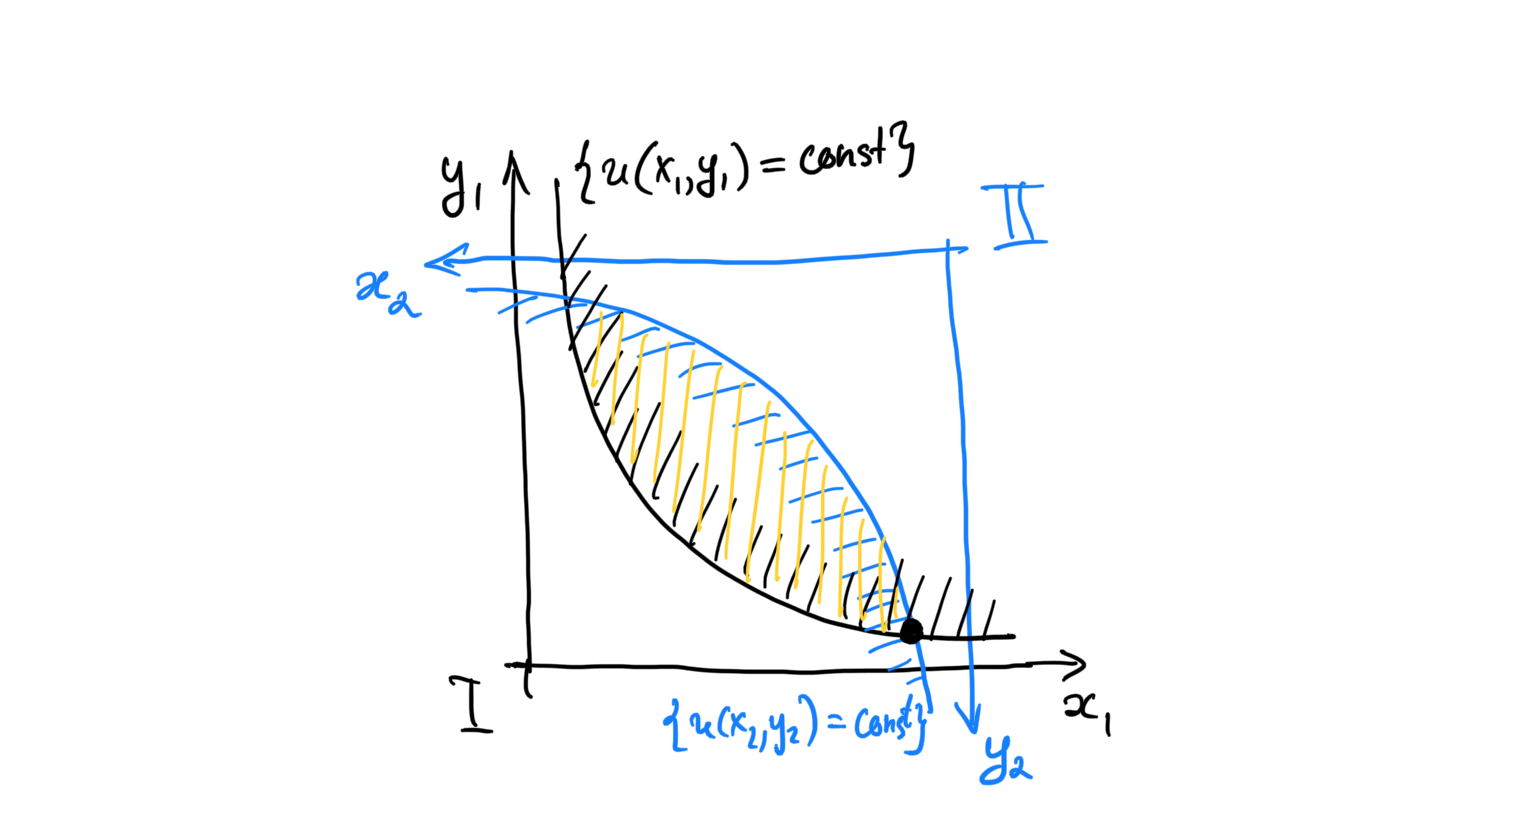 y₁
{u(x₁,y₁) = const}
II
x₂
I
{u(x₂,y₂) = const}
x₁
y₂